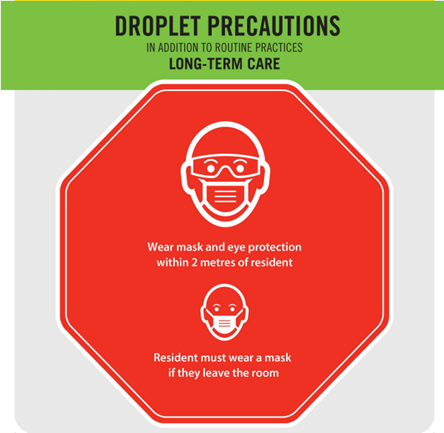 DROPLET PRECAUTIONS
IN ADDITION TO ROUTINE PRACTICES
LONG-TERM CARE
Wear mask and eye protection
within 2 metres of resident
Resident must wear a mask
if they leave the room